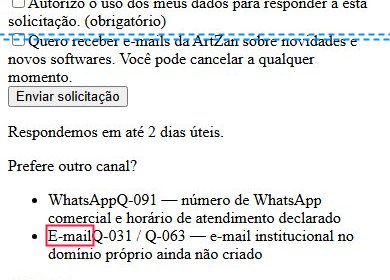 Autorizo o uso dos meus dados para responder a esta
solicitação. (obrigatório)
Quero receber e-mails da ArtZan sobre novidades e
novos softwares. Você pode cancelar a qualquer
momento.
Enviar solicitação
Respondemos em até 2 dias úteis.
Prefere outro canal?
WhatsAppQ-091 — número de WhatsApp
comercial e horário de atendimento declarado
E-mailQ-031 / Q-063 — e-mail institucional no
domínio próprio ainda não criado